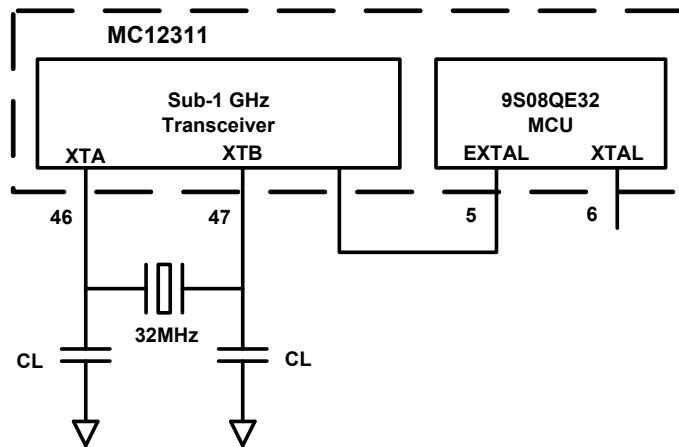 MC12311
Sub-1 GHz
Transceiver
9S08QE32
MCU
XTA
XTB
EXTAL
XTAL
46
47
5
6
32MHz
CL
CL